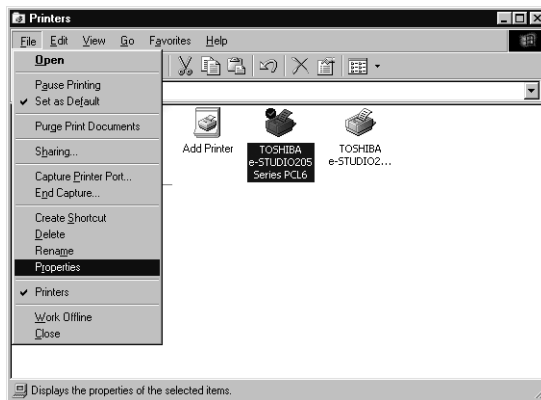 Printers
File Edit View Go Favorites Help
Open
Pause Printing
Set as Default
Purge Print Documents
Sharing...
Capture Printer Port...
End Capture...
Create Shortcut
Delete
Rename
Properties
Printers
Work Offline
Close
Add Printer
TOSHIBA
e-STUDIO205
Series PCL6
TOSHIBA
e-STUDIO2...
Displays the properties of the selected items.